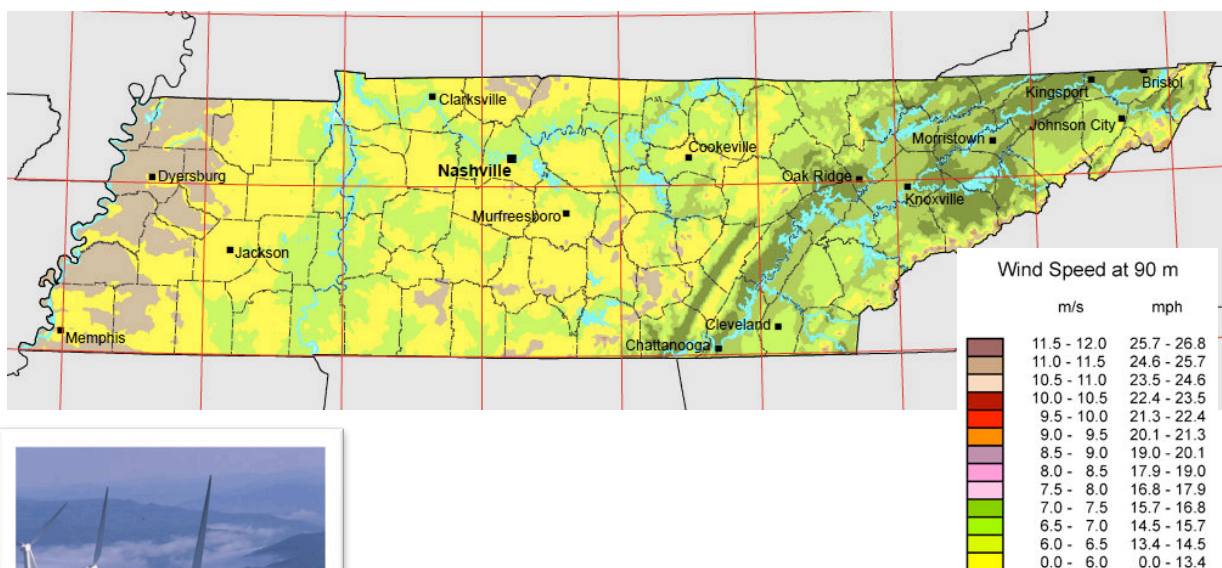 Clarksville
Kingsport
Bristol
Johnson City
Morristown
Cookeville
Nashville
Dyersburg
Oak Ridge
Knoxville
Murfreesboro
Jackson
Cleveland
Memphis
Chattanooga
Wind Speed at 90 m
m/s mph
11.5 - 12.0 25.7 - 26.8
11.0 - 11.5 24.6 - 25.7
10.5 - 11.0 23.5 - 24.6
10.0 - 10.5 22.4 - 23.5
9.5 - 10.0 21.3 - 22.4
9.0 - 9.5 20.1 - 21.3
8.5 - 9.0 19.0 - 20.1
8.0 - 8.5 17.9 - 19.0
7.5 - 8.0 16.8 - 17.9
7.0 - 7.5 15.7 - 16.8
6.5 - 7.0 14.5 - 15.7
6.0 - 6.5 13.4 - 14.5
0.0 - 6.0 0.0 - 13.4